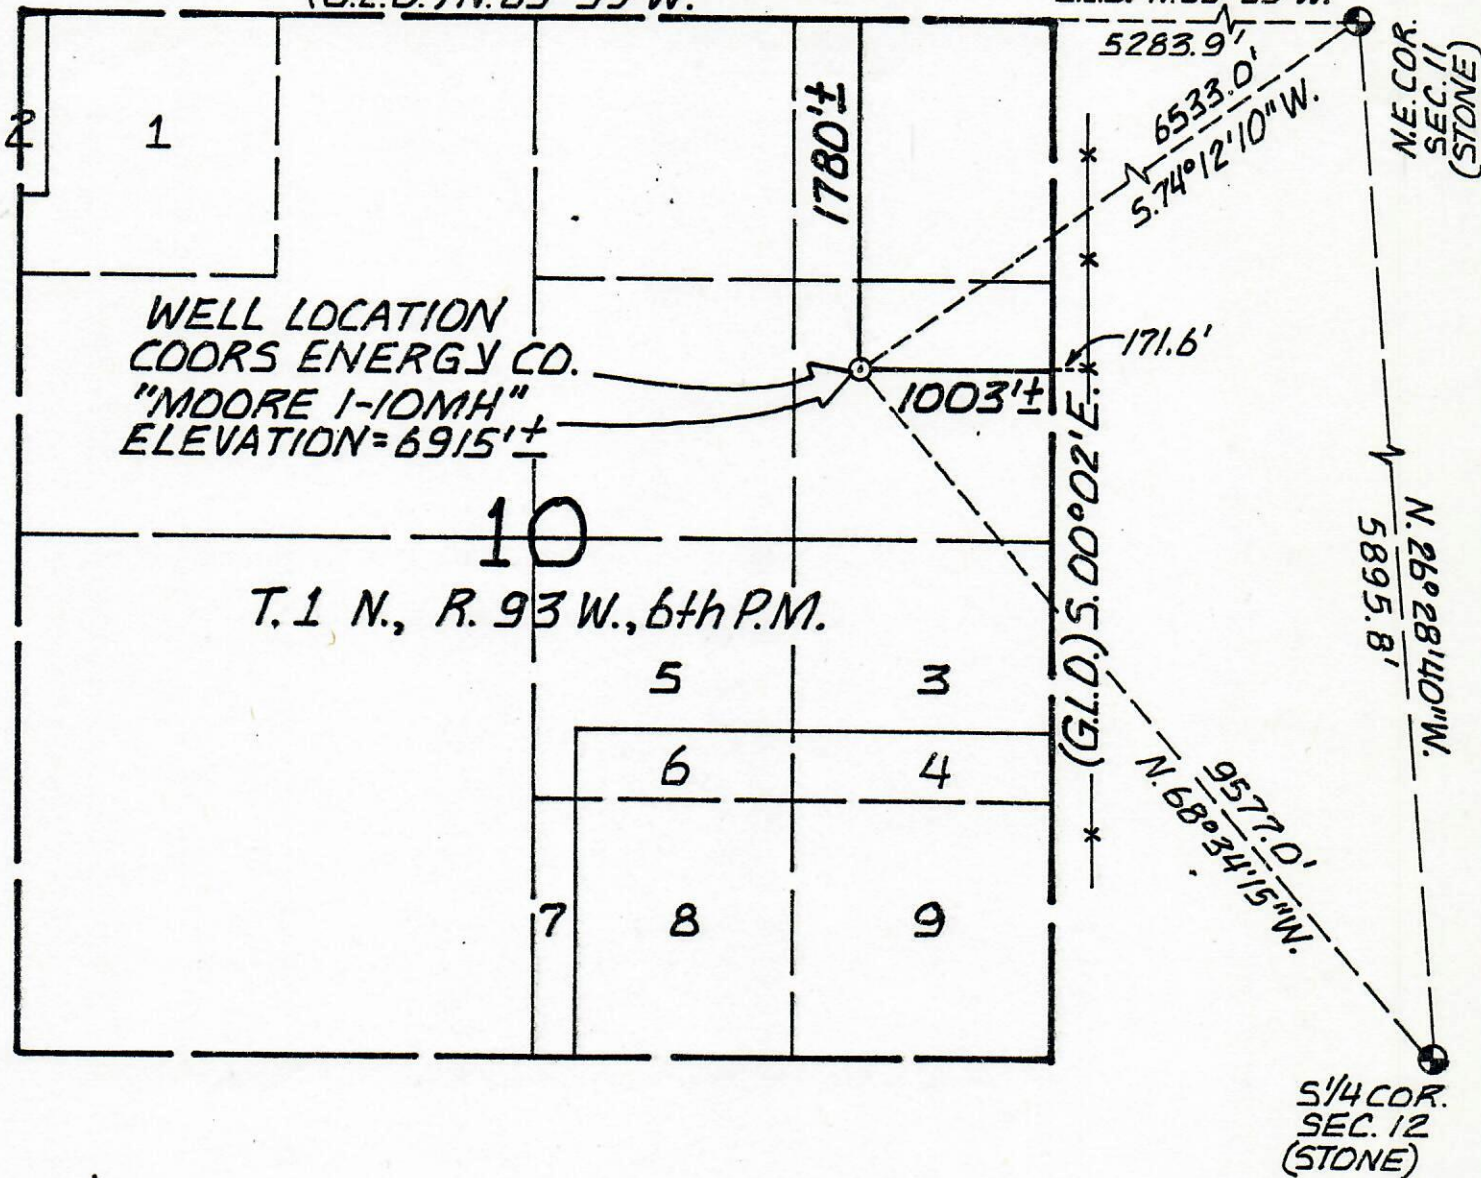 (G.L.O.) N. 89° 59' W.
5283.9'
6533.0'
S.74°12'10"W.
N.E. COR.
SEC. 11
(STONE)
2
1
1780'±
WELL LOCATION
COORS ENERGY CO.
"MOORE 1-10MH"
ELEVATION=6915'±
171.6'
1003'±
(G.L.O.) S. 00°02'E.
N. 26°28'40"W.
5895.8'
10
T.1 N., R. 93 W., 6th P.M.
5
3
6
4
9577.0'
N.68°34'15"W.
7
8
9
S1/4 COR.
SEC. 12
(STONE)